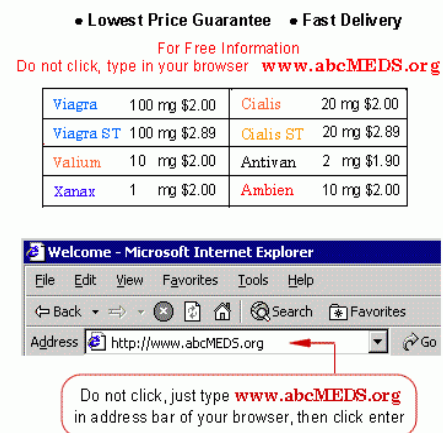 • Lowest Price Guarantee • Fast Delivery
For Free Information
Do not click, type in your browser www.abcMEDS.org
Viagra 100 mg $2.00 Cialis 20 mg $2.00
Viagra ST 100 mg $2.89 Cialis ST 20 mg $2.89
Valium 10 mg $2.00 Antivan 2 mg $1.90
Xanax 1 mg $2.00 Ambien 10 mg $2.00
Welcome - Microsoft Internet Explorer
File Edit View Favorites Tools Help
Back Search Favorites
Address http://www.abcMEDS.org Go
Do not click, just type www.abcMEDS.org
in address bar of your browser, then click enter